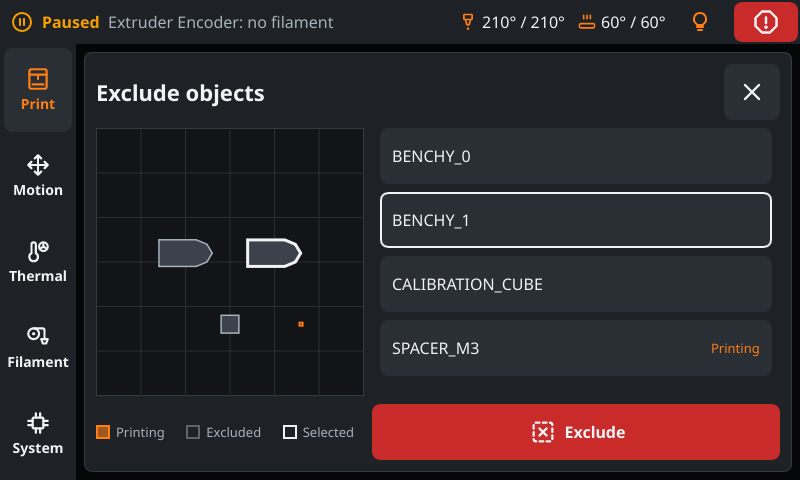 Paused Extruder Encoder: no filament 210° / 210° 60° / 60°
Print
Motion
Thermal
Filament
System
Exclude objects
BENCHY_0
BENCHY_1
CALIBRATION_CUBE
SPACER_M3 Printing
Printing Excluded Selected
Exclude